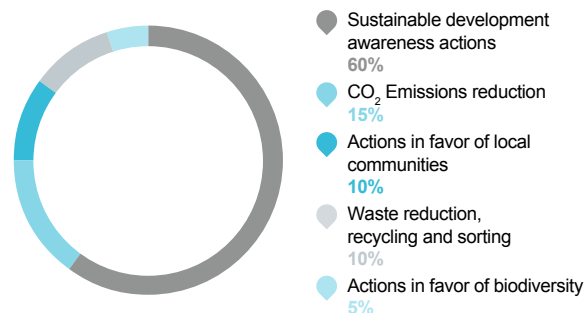 Sustainable development
awareness actions
60%
CO₂ Emissions reduction
15%
Actions in favor of local
communities
10%
Waste reduction,
recycling and sorting
10%
Actions in favor of biodiversity
5%